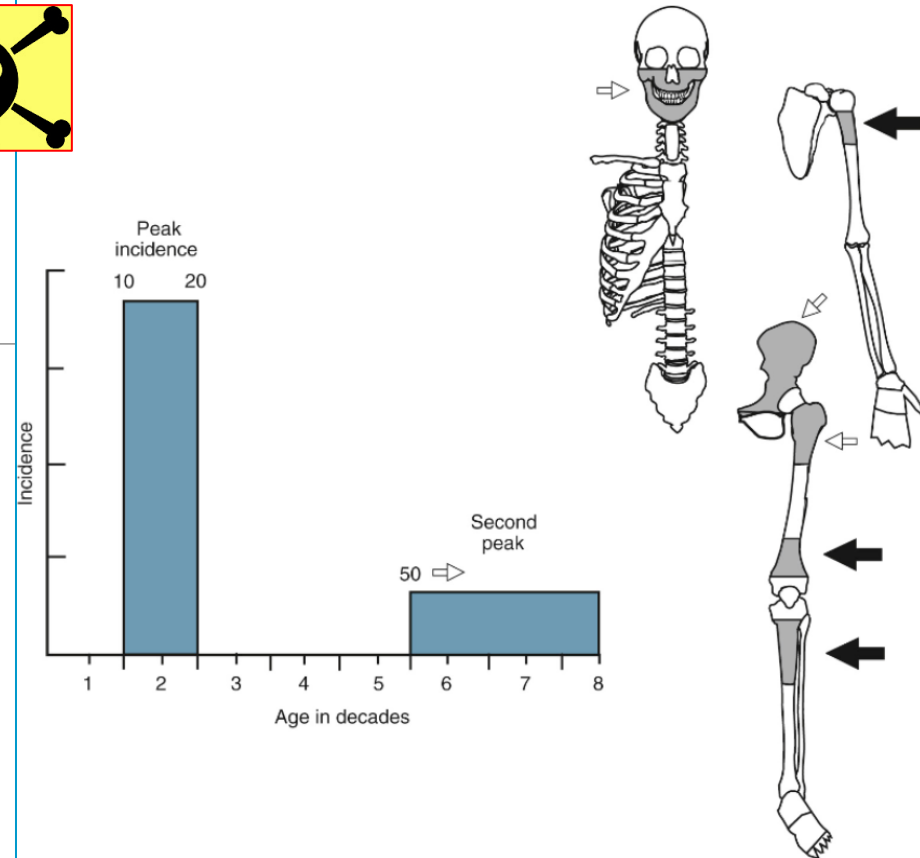 Peak
incidence
10 20
Incidence
Second
peak
50
1 2 3 4 5 6 7 8
Age in decades